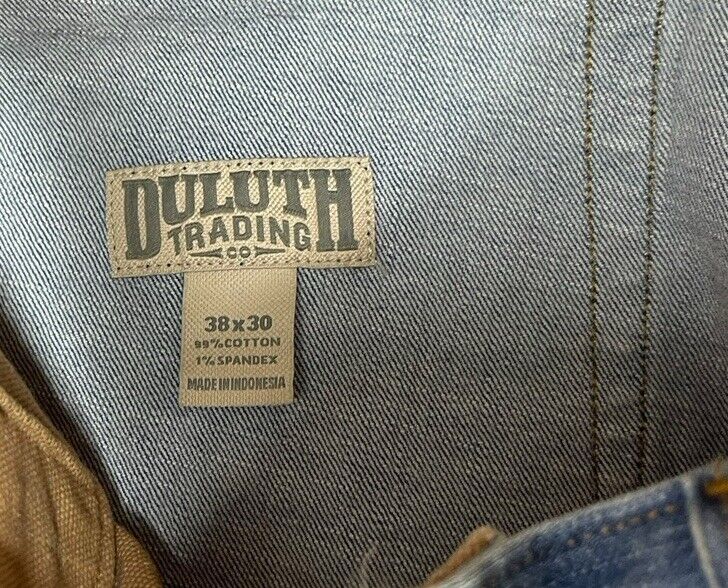 DULUTH
TRADING
CO
38x30
99% COTTON
1% SPANDEX
MADE IN INDONESIA